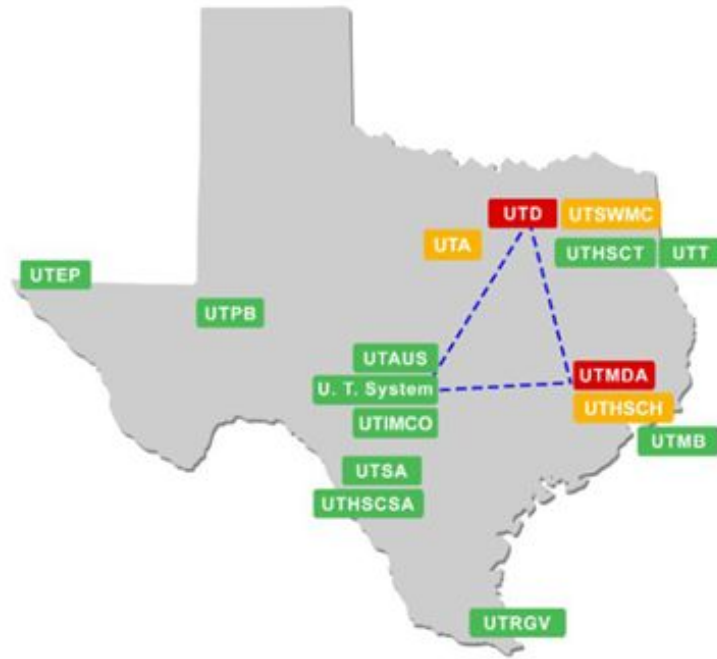 UTD
UTSWMC
UTA
UTHSCT
UTT
UTEP
UTPB
UTAUS
U. T. System
UTMDA
UTIMCO
UTHSCH
UTMB
UTSA
UTHSCSA
UTRGV